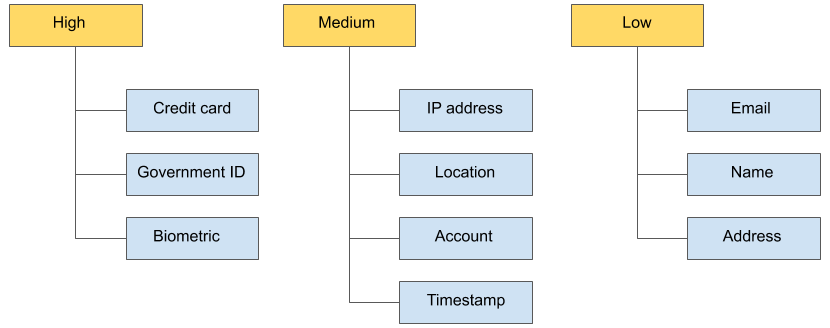 High
Credit card
Government ID
Biometric
Medium
IP address
Location
Account
Timestamp
Low
Email
Name
Address